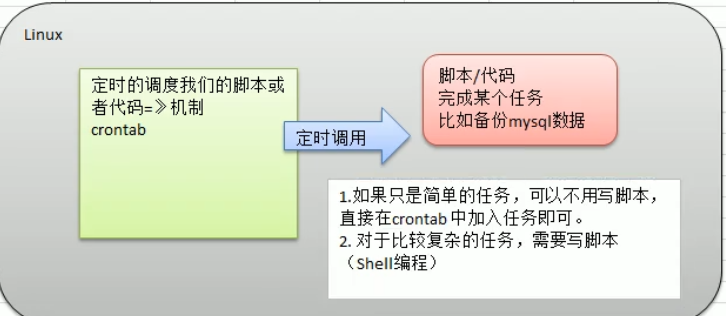 Linux
定时的调度我们的脚本或
者代码=》机制
crontab
定时调用
脚本/代码
完成某个任务
比如备份mysql数据
1.如果只是简单的任务，可以不用写脚本，
直接在crontab 中加入任务即可。
2. 对于比较复杂的任务，需要写脚本
（Shell编程）